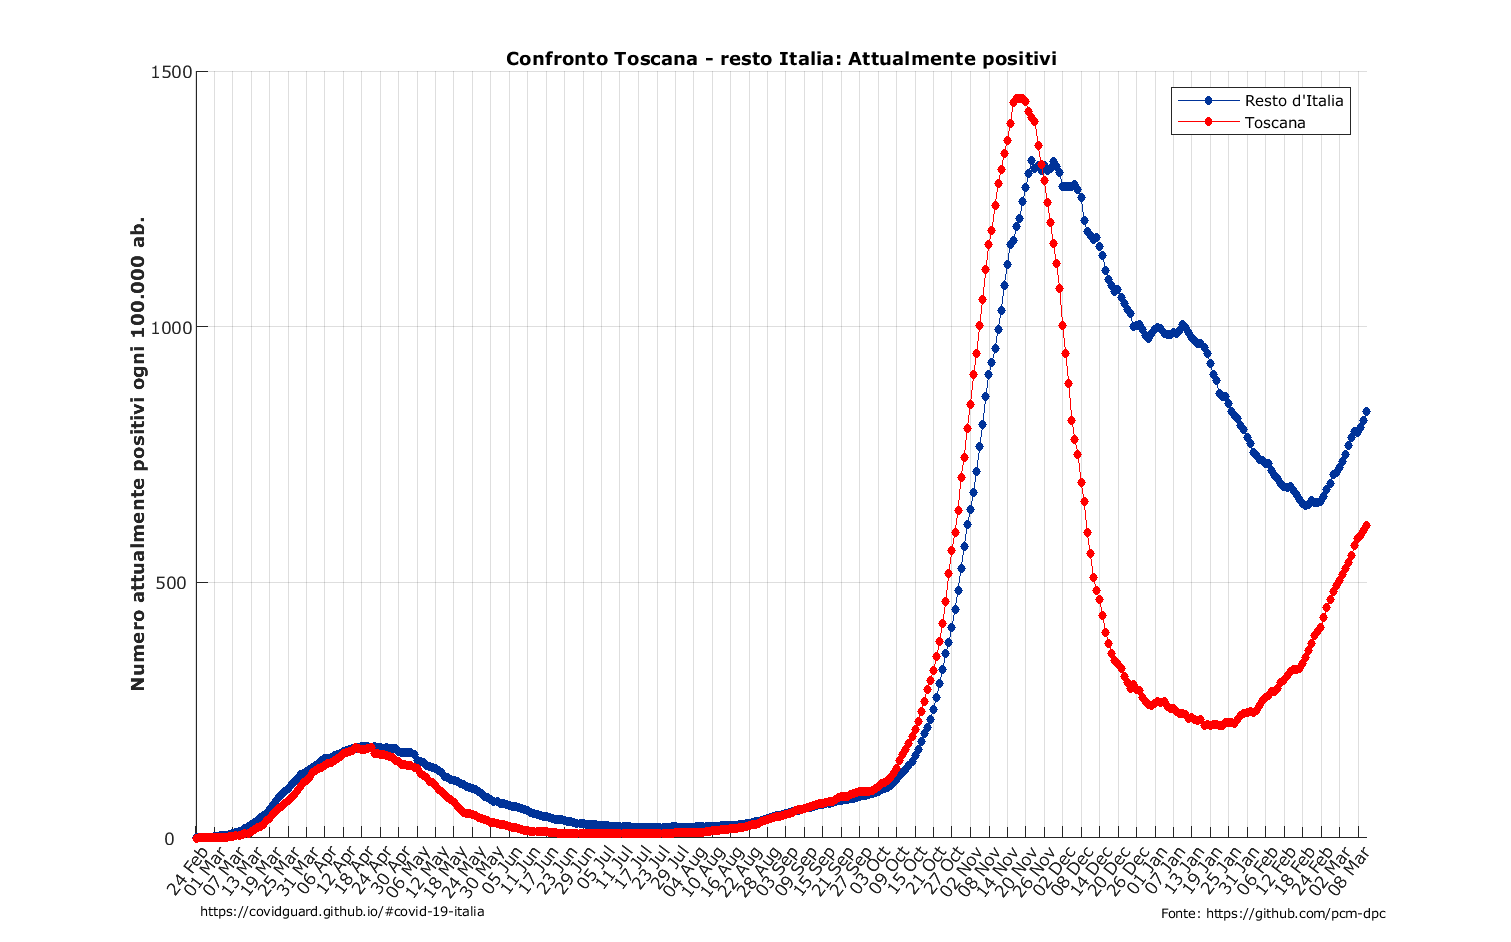 Confronto Toscana - resto Italia: Attualmente positivi
Numero attualmente positivi ogni 100.000 ab.
1500
1000
500
0
Resto d'Italia
Toscana
24 Feb
01 Mar
07 Mar
13 Mar
19 Mar
25 Mar
31 Mar
06 Apr
12 Apr
18 Apr
24 Apr
30 Apr
06 May
12 May
18 May
24 May
30 May
05 Jun
11 Jun
17 Jun
23 Jun
29 Jun
05 Jul
11 Jul
17 Jul
23 Jul
29 Jul
04 Aug
10 Aug
16 Aug
22 Aug
28 Aug
03 Sep
09 Sep
15 Sep
21 Sep
27 Sep
03 Oct
09 Oct
15 Oct
21 Oct
27 Oct
02 Nov
08 Nov
14 Nov
20 Nov
26 Nov
02 Dec
08 Dec
14 Dec
20 Dec
26 Dec
01 Jan
07 Jan
13 Jan
19 Jan
25 Jan
31 Jan
06 Feb
12 Feb
18 Feb
24 Feb
02 Mar
08 Mar
https://covidguard.github.io/#covid-19-italia
Fonte: https://github.com/pcm-dpc